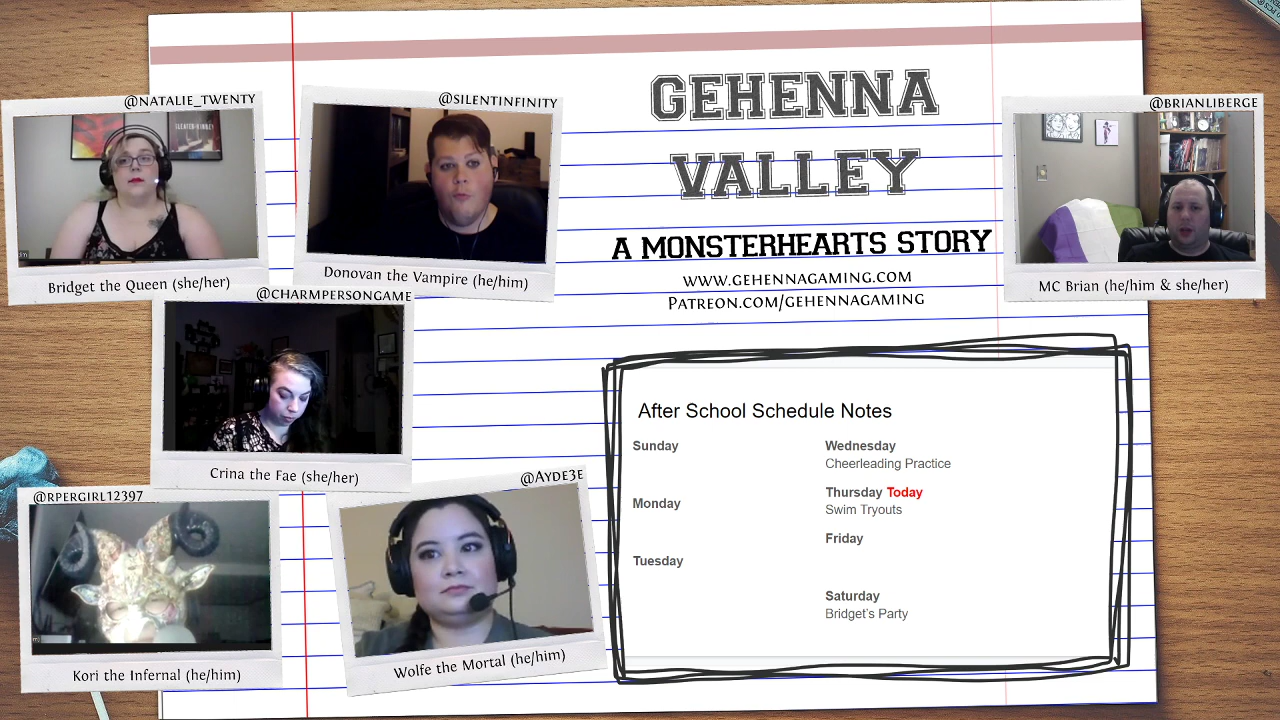 @NATALIE_TWENTY
SLEATER-KINNEY
Bridget the Queen (she/her)
@SILENTINFINITY
Donovan the Vampire (he/him)
GEHENNA
VALLEY
A MONSTERHEARTS STORY
WWW.GEHENNAGAMING.COM
PATREON.COM/GEHENNAGAMING
@BRIANLIBERGE
MC Brian (he/him & she/her)
@CHARMPERSONGAME
Crina the Fae (she/her)
@RPERGIRL12397
Kori the Infernal (he/him)
@AYDE3E
Wolfe the Mortal (he/him)
After School Schedule Notes
Sunday
Monday
Tuesday
Wednesday
Cheerleading Practice
Thursday Today
Swim Tryouts
Friday
Saturday
Bridget's Party